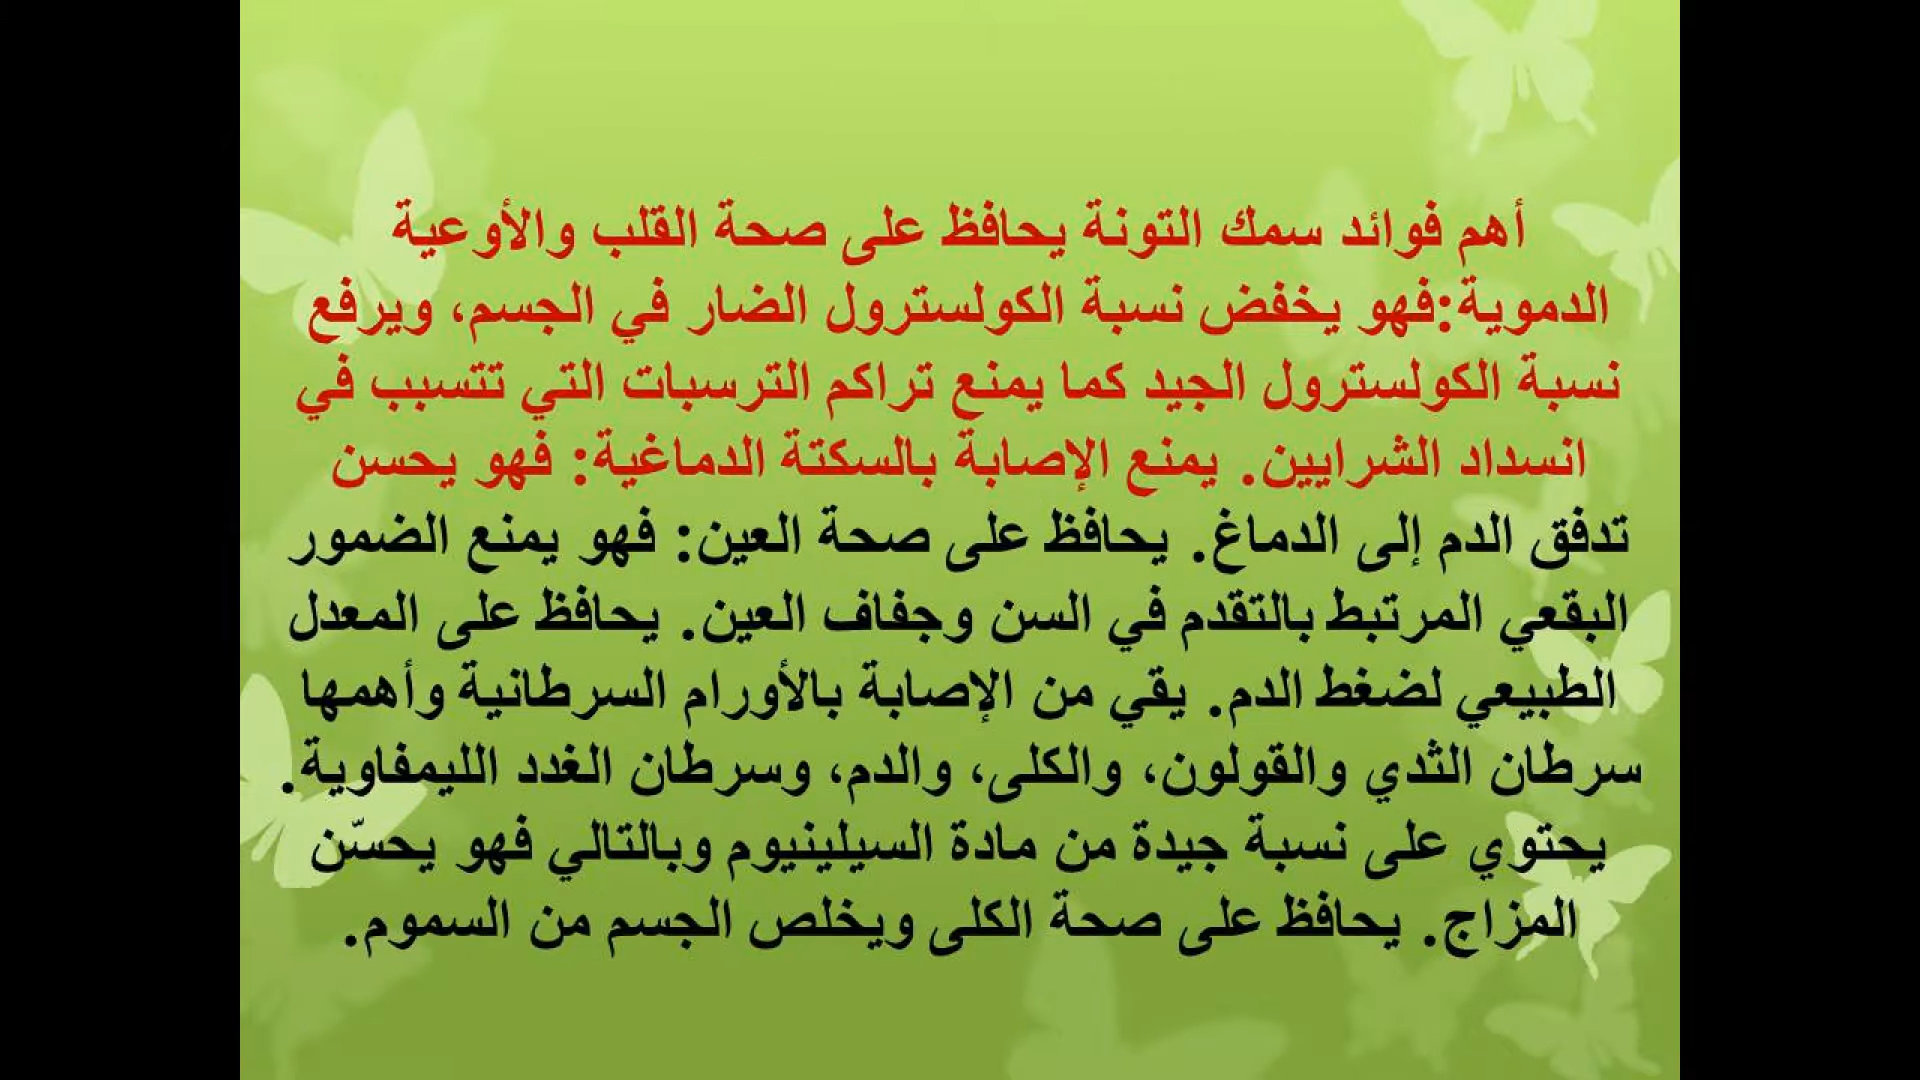 أهم فوائد سمك التونة يحافظ على صحة القلب والأوعية
الدموية:فهو يخفض نسبة الكولسترول الضار في الجسم، ويرفع
نسبة الكولسترول الجيد كما يمنع تراكم الترسبات التي تتسبب في
انسداد الشرايين. يمنع الإصابة بالسكتة الدماغية: فهو يحسن
تدفق الدم إلى الدماغ. يحافظ على صحة العين: فهو يمنع الضمور
البقعي المرتبط بالتقدم في السن وجفاف العين. يحافظ على المعدل
الطبيعي لضغط الدم. يقي من الإصابة بالأورام السرطانية وأهمها
سرطان الثدي والقولون، والكلى، والدم، وسرطان الغدد الليمفاوية.
يحتوي على نسبة جيدة من مادة السيلينيوم وبالتالي فهو يحسّن
المزاج. يحافظ على صحة الكلى ويخلص الجسم من السموم.